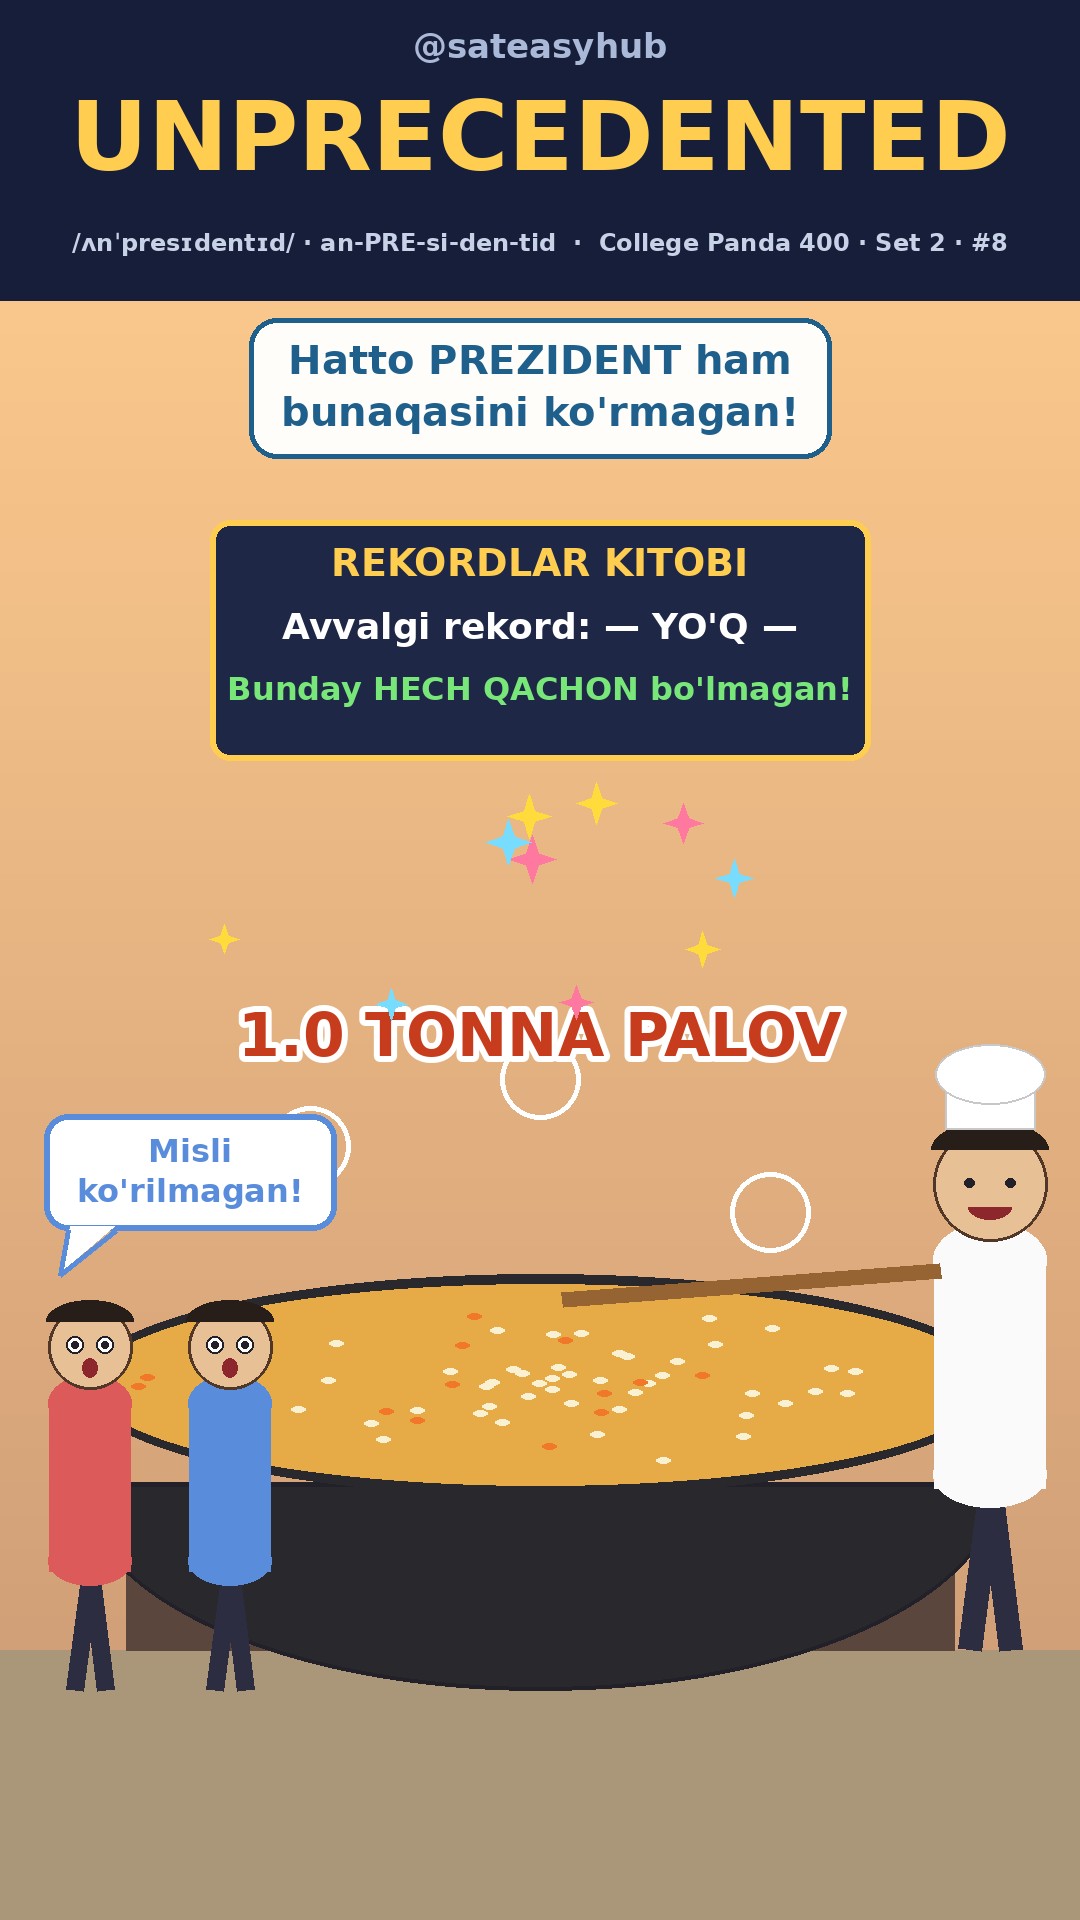 @sateasyhub
UNPRECEDENTED
/ʌnˈpresɪdentɪd/ · an-PRE-si-den-tid · College Panda 400 · Set 2 · #8
Hatto PREZIDENT ham
bunaqasini ko'rmagan!
REKORDLAR KITOBI
Avvalgi rekord: — YO'Q —
Bunday HECH QACHON bo'lmagan!
1.0 TONNA PALOV
Misli
ko'rilmagan!